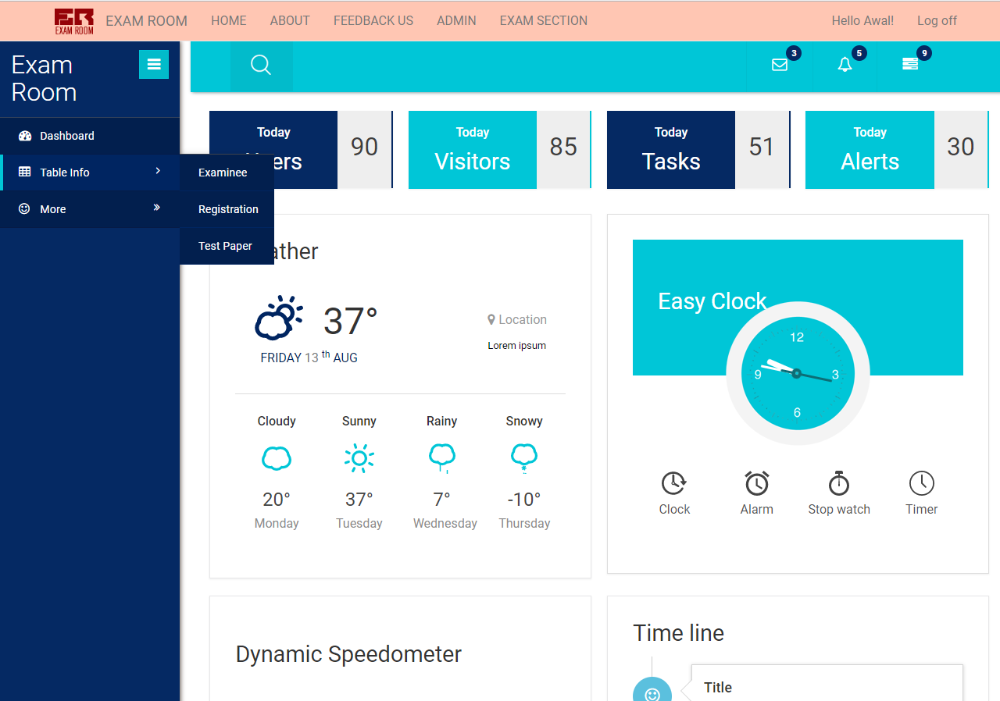 EXAM ROOM
EXAM ROOM HOME ABOUT FEEDBACK US ADMIN EXAM SECTION Hello Awal! Log off
Exam
Room
3 5 9
Dashboard
Table Info
More
Examinee
Registration
Test Paper
Today
ers
90
Today
Visitors
85
Today
Tasks
51
Today
Alerts
30
ather
37°
FRIDAY 13 th AUG
Location
Lorem ipsum
Cloudy Sunny Rainy Snowy
20° 37° 7° -10°
Monday Tuesday Wednesday Thursday
Easy Clock
12
9 3
6
Clock Alarm Stop watch Timer
Dynamic Speedometer
Time line
Title